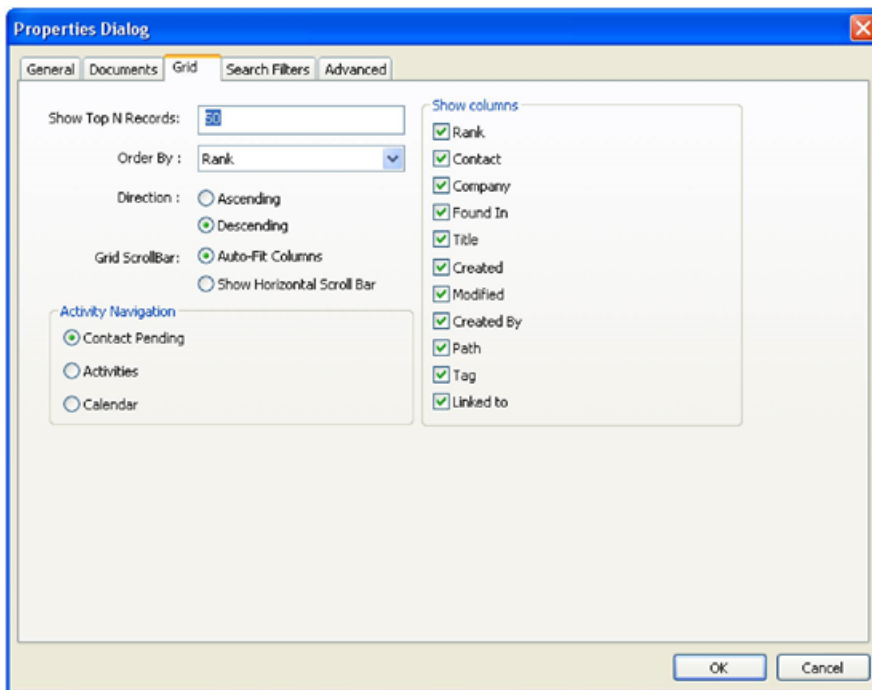 Properties Dialog
General Documents Grid Search Filters Advanced
Show Top N Records: 50
Order By : Rank
Direction : Ascending
Descending
Grid ScrollBar: Auto-Fit Columns
Show Horizontal Scroll Bar
Activity Navigation
Contact Pending
Activities
Calendar
Show columns
Rank
Contact
Company
Found In
Title
Created
Modified
Created By
Path
Tag
Linked to
OK Cancel